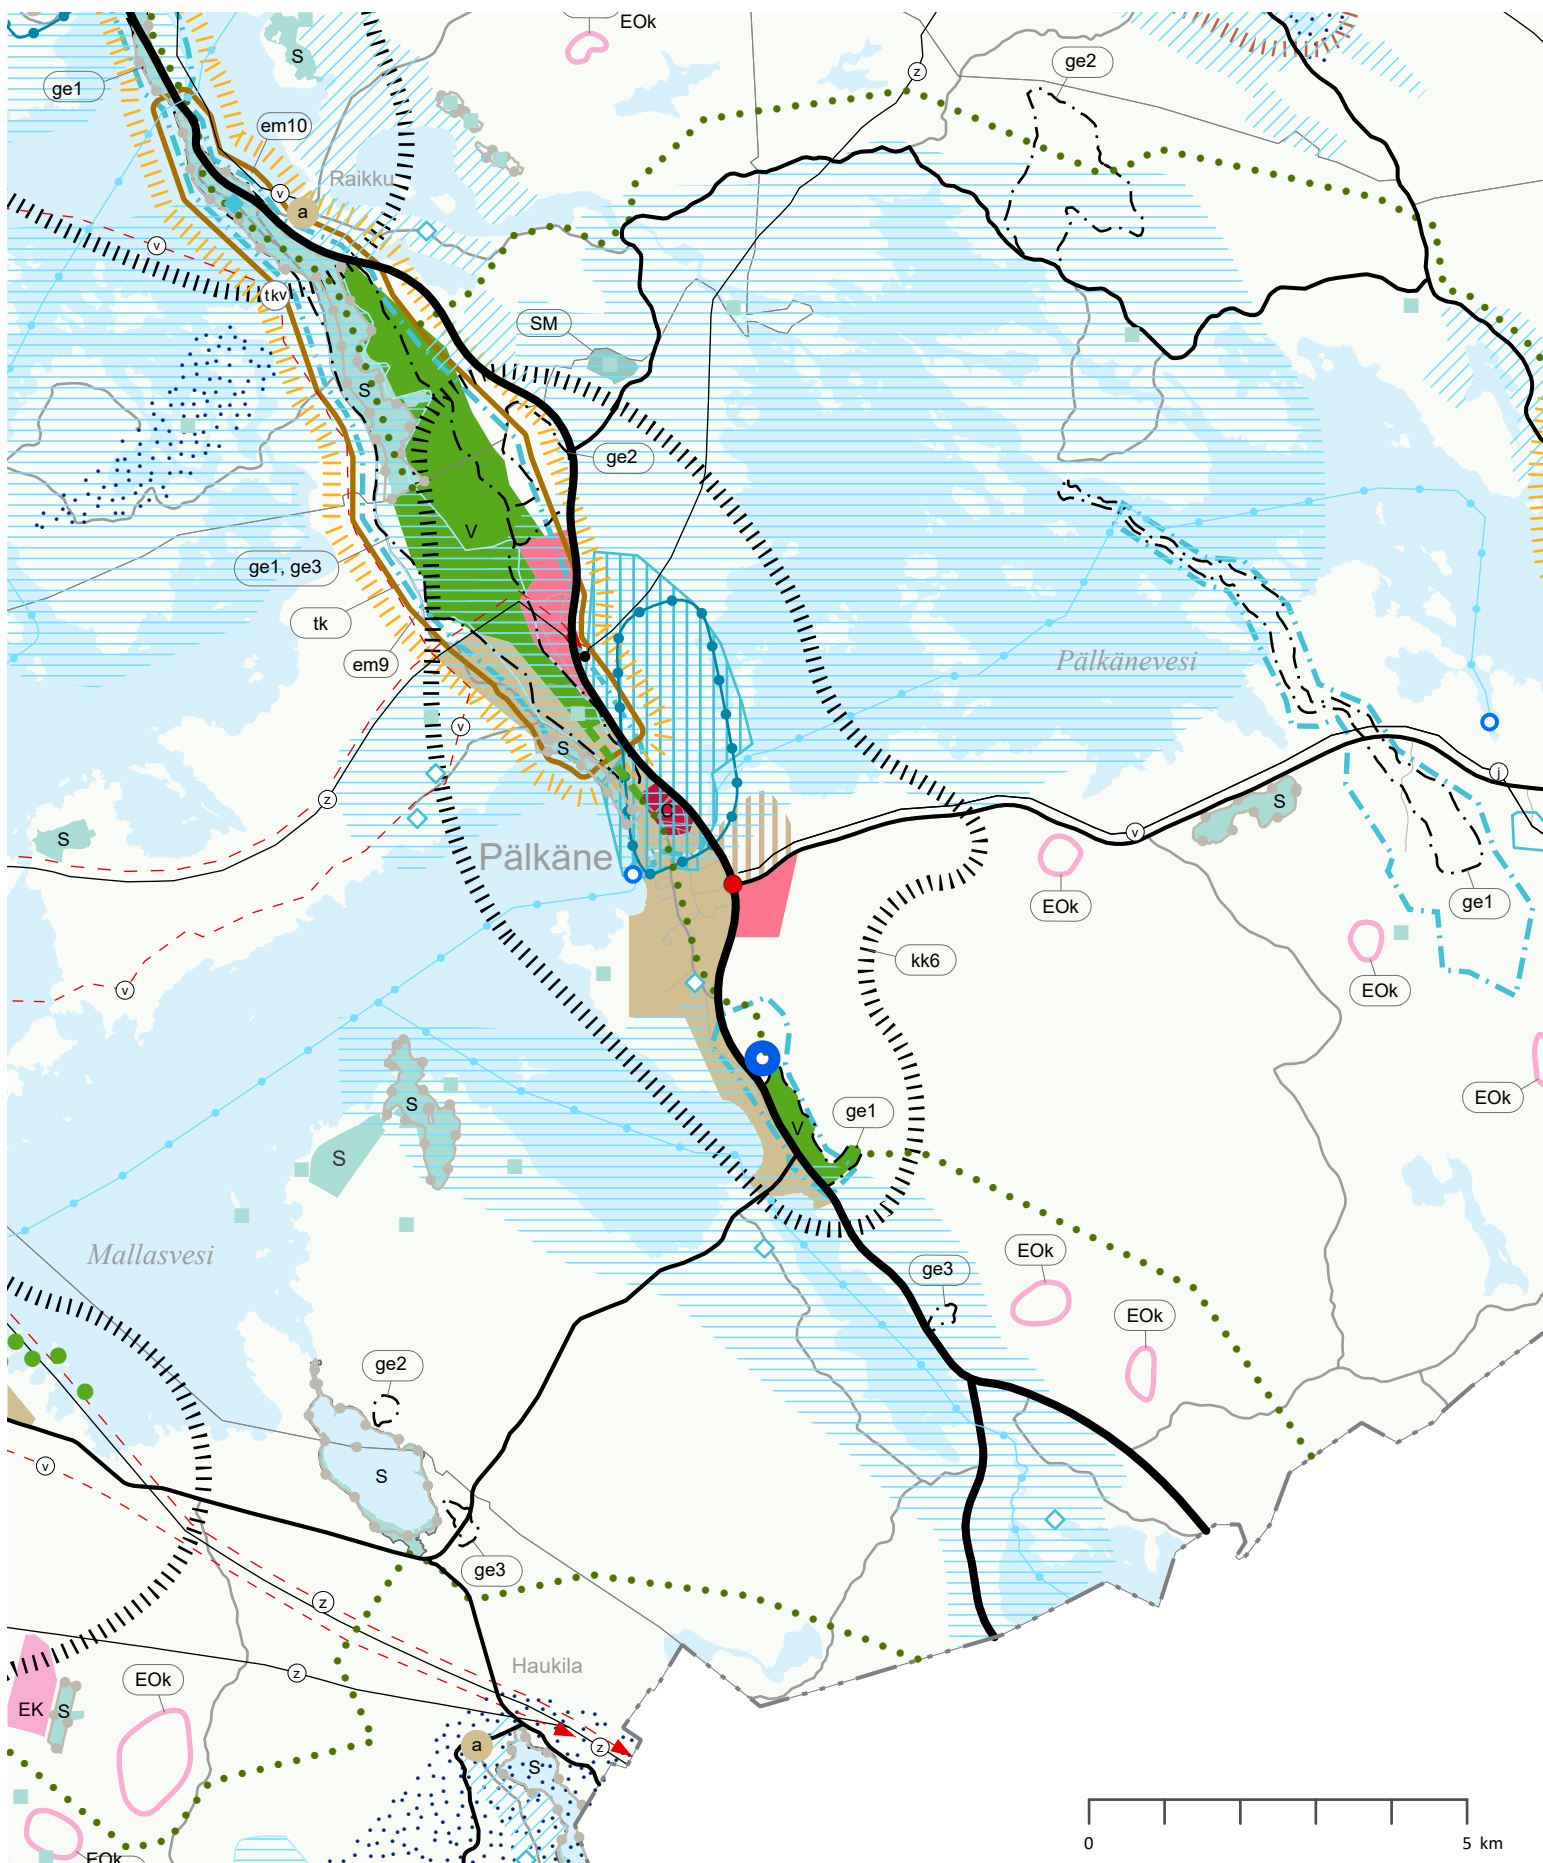 EOk
S
ge1
ge2
z
em10
Raikku
v
a
v
tkv
SM
S
ge2
V
ge1, ge3
tk
em9
Pälkänevesi
v
S
z
j
S
C
v
S
Pälkäne
EOk
ge1
kk6
v
EOk
S
EOk
V
ge1
S
Mallasvesi
EOk
ge3
EOk
ge2
v
S
ge3
z
Haukila
z
EOk
EK
S
a
z
S
0
5 km
EOk